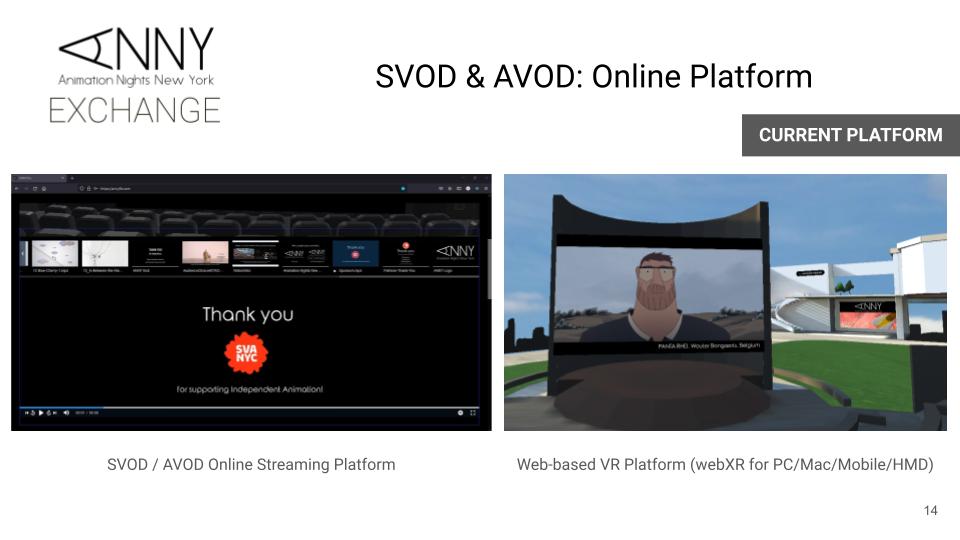 ANNY
Animation Nights New York
EXCHANGE
SVOD & AVOD: Online Platform
CURRENT PLATFORM
ANNY
Thank you
SVA
NYC
for supporting Independent Animation!
ANNY
PANTA RHEI, Wouter Bongaerts, Belgium
SVOD / AVOD Online Streaming Platform
Web-based VR Platform (webXR for PC/Mac/Mobile/HMD)
14